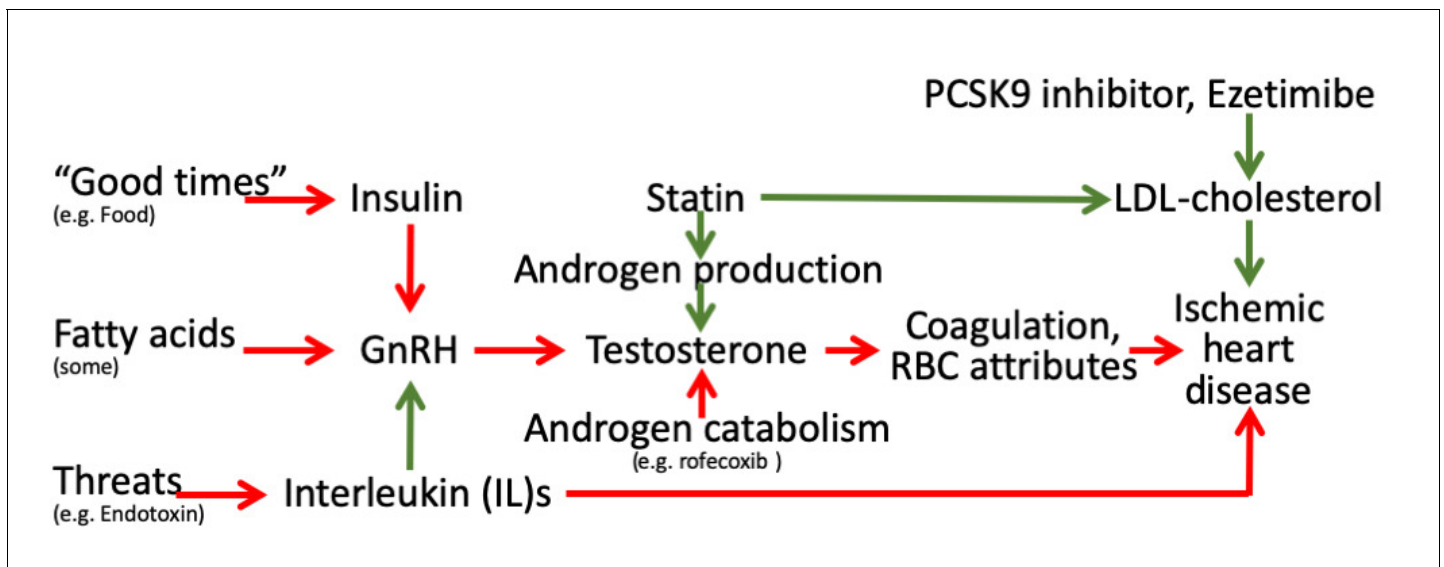 PCSK9 inhibitor, Ezetimibe
“Good times”
(e.g. Food)
Insulin
Statin
LDL-cholesterol
Androgen production
Fatty acids
(some)
GnRH
Testosterone
Coagulation,
RBC attributes
Ischemic
heart
disease
Androgen catabolism
(e.g. rofecoxib )
Threats
(e.g. Endotoxin)
Interleukin (IL)s